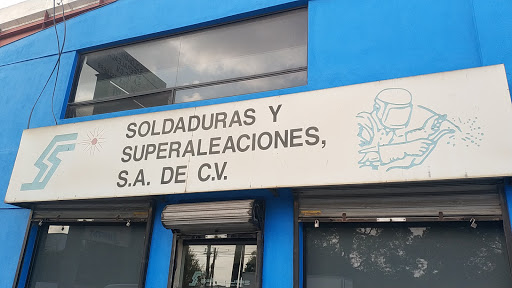 SOLDADURAS Y
SUPERALEACIONES,
S.A. DE C.V.